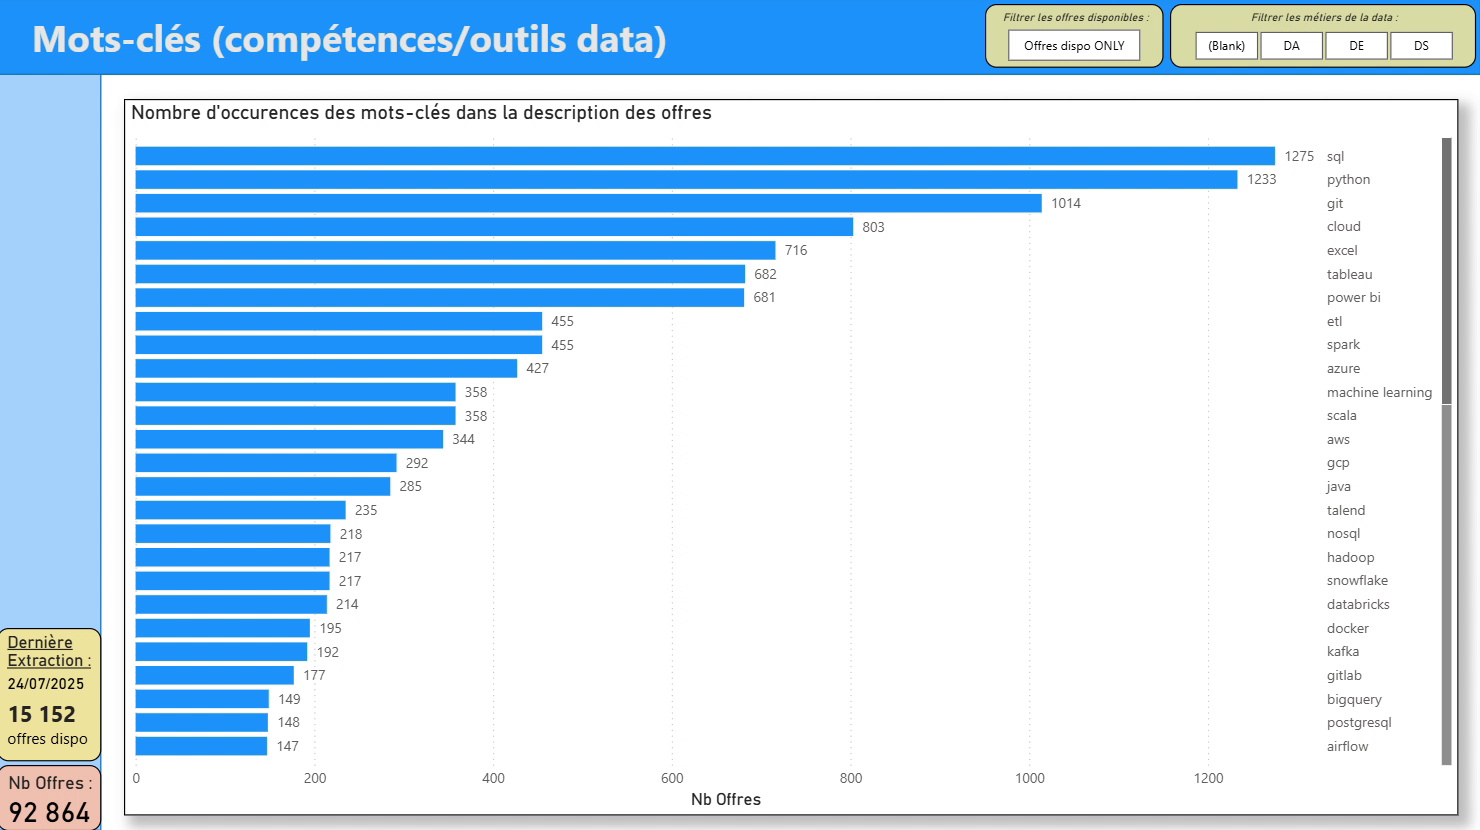 Mots-clés (compétences/outils data)
Filtrer les offres disponibles :
Offres dispo ONLY
Filtrer les métiers de la data :
(Blank) DA DE DS
Nombre d'occurences des mots-clés dans la description des offres
1275 sql
1233 python
1014 git
803 cloud
716 excel
682 tableau
681 power bi
455 etl
455 spark
427 azure
358 machine learning
358 scala
344 aws
292 gcp
285 java
235 talend
218 nosql
217 hadoop
217 snowflake
214 databricks
195 docker
192 kafka
177 gitlab
149 bigquery
148 postgresql
147 airflow
0 200 400 600 800 1000 1200
Nb Offres
Dernière
Extraction :
24/07/2025
15 152
offres dispo
Nb Offres :
92 864